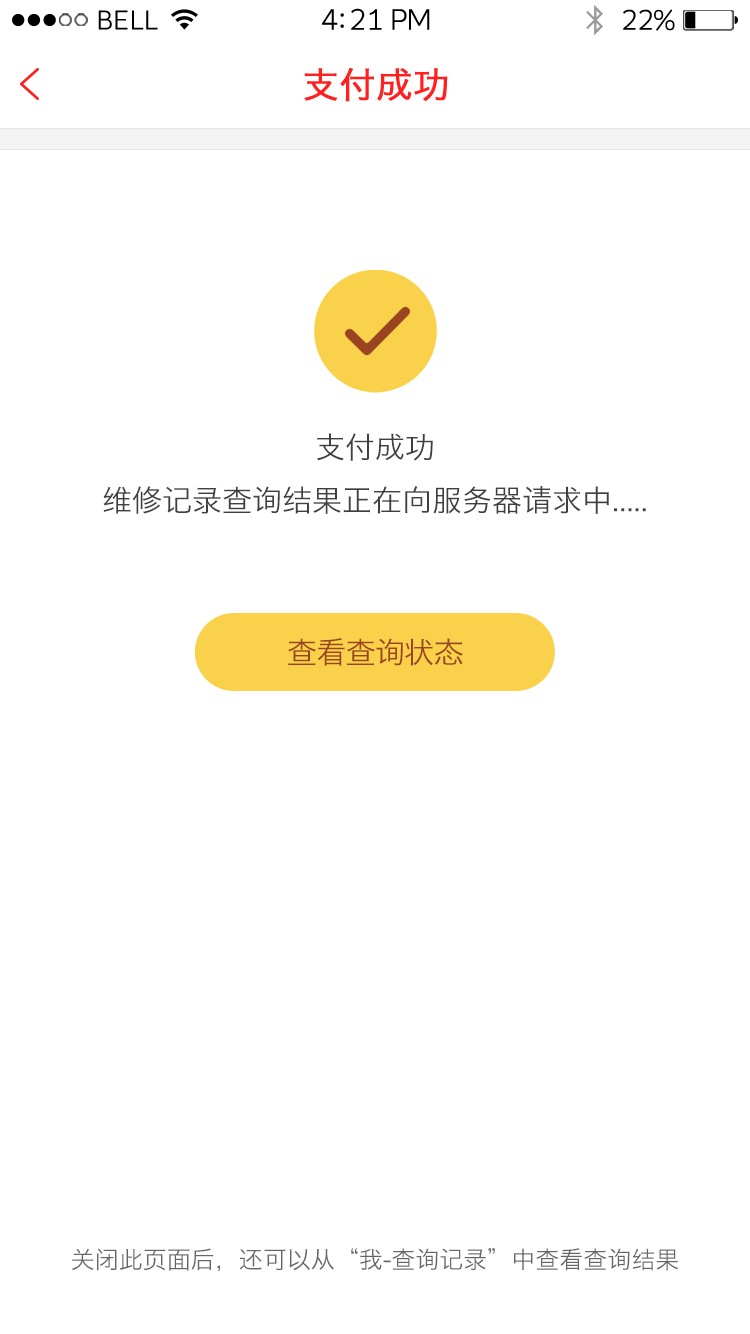 BELL 4:21 PM 22%
支付成功
支付成功
维修记录查询结果正在向服务器请求中.....
查看查询状态
关闭此页面后，还可以从“我-查询记录”中查看查询结果